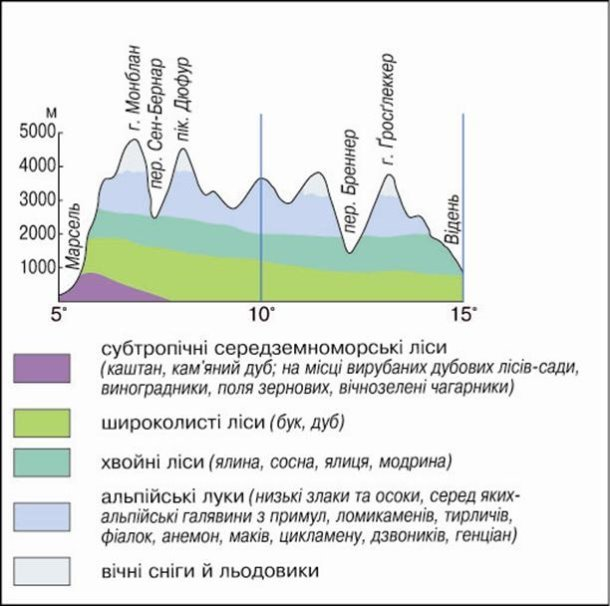 м
5000
4000
3000
2000
1000
Марсель
г. Монблан
пер. Сен-Бернар
пік. Дюфур
пер. Бреннер
г. Ґросґлеккер
Відень
5°
10°
15°
субтропічні середземноморські ліси
(каштан, кам’яний дуб; на місці вирубаних дубових лісів-сади,
виноградники, поля зернових, вічнозелені чагарники)
широколисті ліси (бук, дуб)
хвойні ліси (ялина, сосна, ялиця, модрина)
альпійські луки (низькі злаки та осоки, серед яких-
альпійські галявини з примул, ломикаменів, тирличів,
фіалок, анемон, маків, цикламену, дзвоників, генціан)
вічні сніги й льодовики